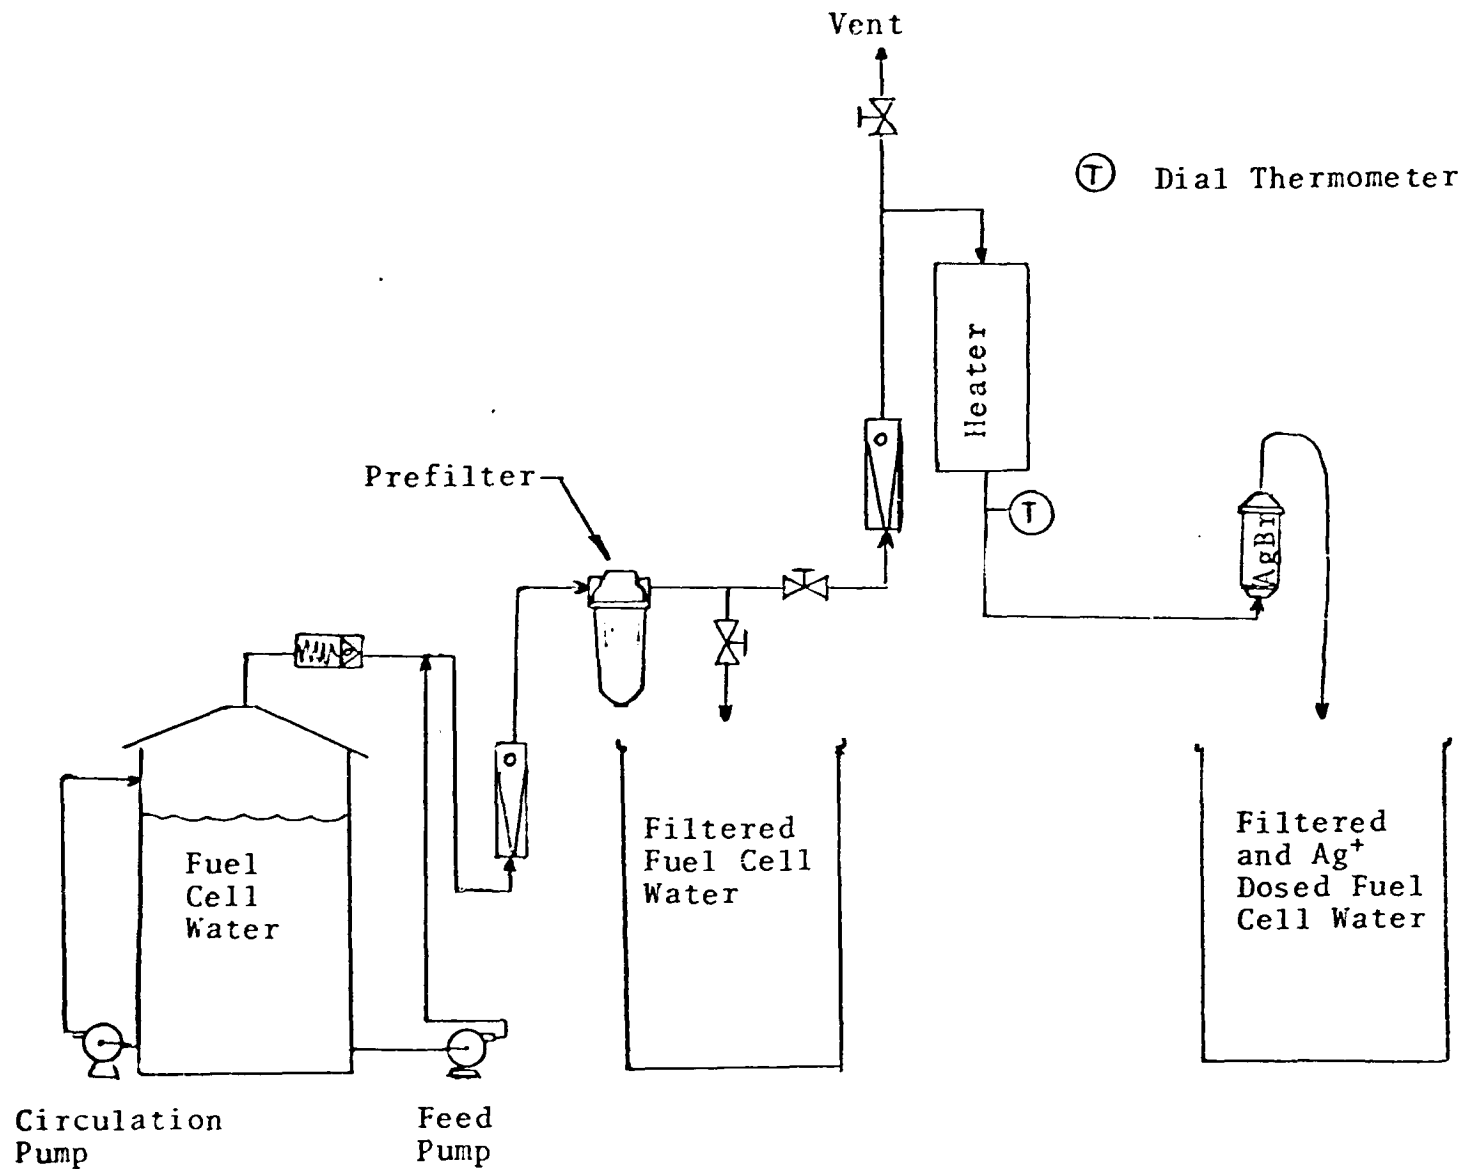 Vent
T Dial Thermometer
Heater
Prefilter
T
AgBr
Fuel
Cell
Water
Filtered
Fuel Cell
Water
Filtered
and Ag⁺
Dosed Fuel
Cell Water
Circulation
Pump
Feed
Pump